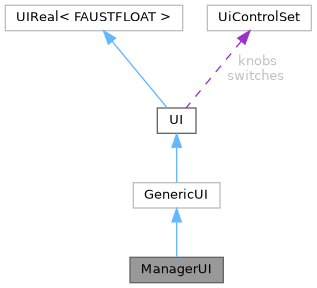 UIReal< FAUSTFLOAT >
UiControlSet
knobs
switches
UI
GenericUI
ManagerUI